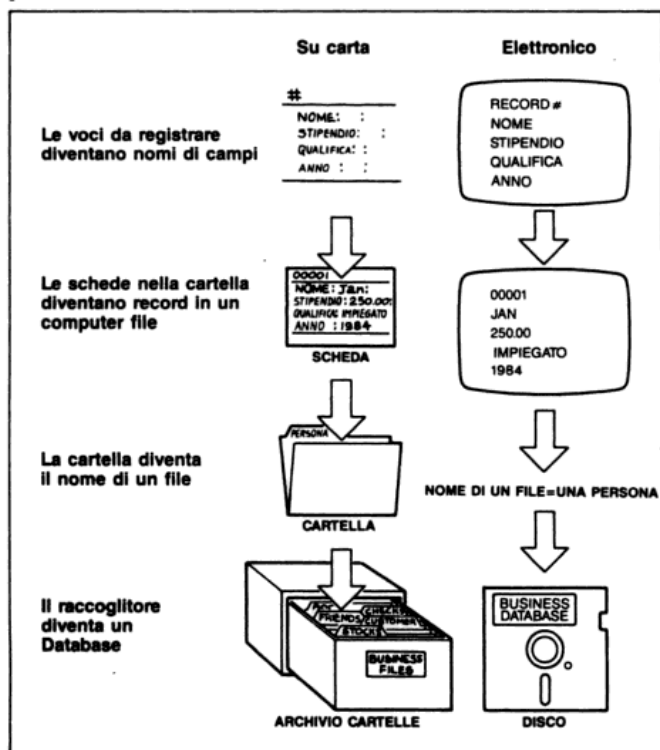 Su carta
Elettronico
Le voci da registrare
diventano nomi di campi
#
NOME: :
STIPENDIO: :
QUALIFICA: :
ANNO : :
RECORD #
NOME
STIPENDIO
QUALIFICA
ANNO
Le schede nella cartella
diventano record in un
computer file
00001
NOME: Jan:
STIPENDIO: 250.00:
QUALIFICA: IMPIEGATO
ANNO : 1984
SCHEDA
00001
JAN
250.00
IMPIEGATO
1984
La cartella diventa
il nome di un file
PERSONA
CARTELLA
NOME DI UN FILE=UNA PERSONA
Il raccoglitore
diventa un
Database
FRIENDS
STOCKS
BUSINESS
FILES
ARCHIVIO CARTELLE
BUSINESS
DATABASE
DISCO